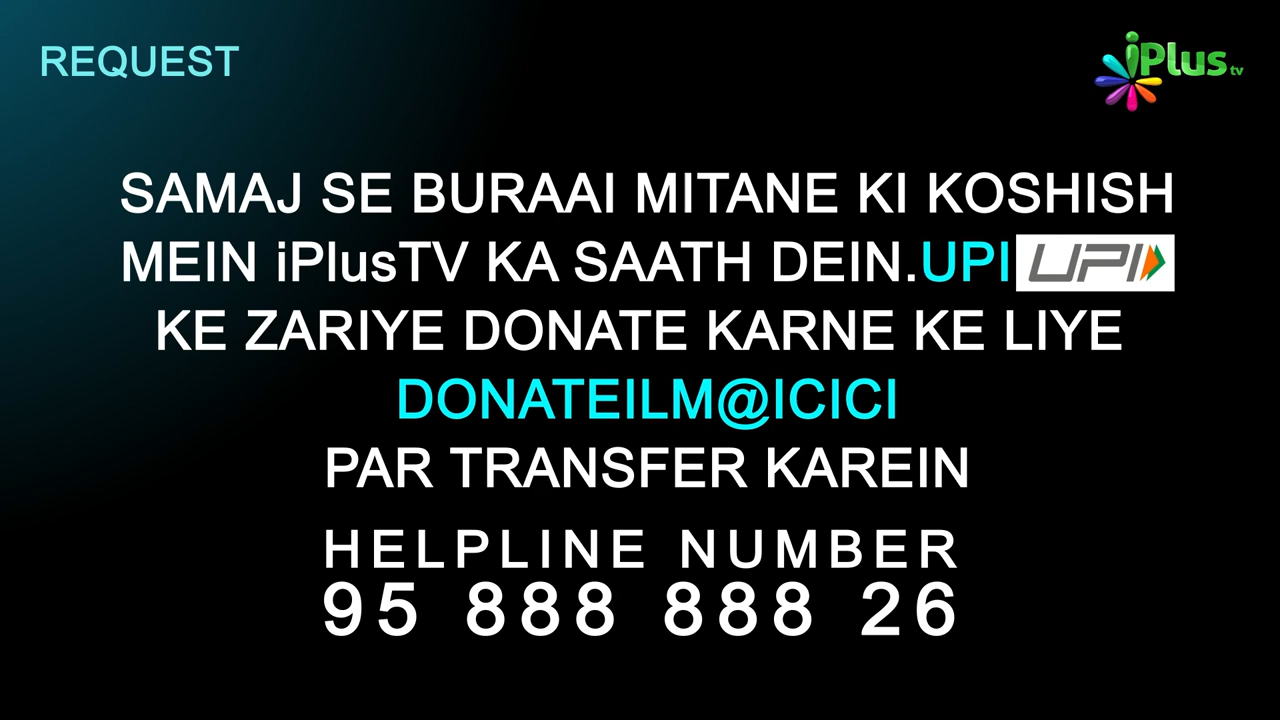 REQUEST
iPlus tv
SAMAJ SE BURAAI MITANE KI KOSHISH
MEIN iPlusTV KA SAATH DEIN.UPI UPI
KE ZARIYE DONATE KARNE KE LIYE
DONATEILM@ICICI
PAR TRANSFER KAREIN
HELPLINE NUMBER
95 888 888 26